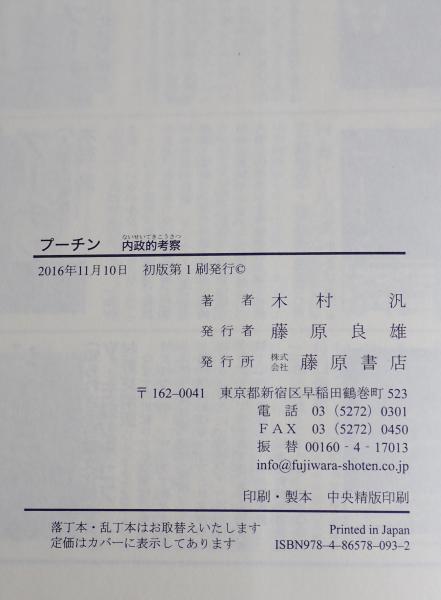 ないせいてきこうさつ
プーチン　内政的考察
2016年11月10日　初版第1刷発行©
著　者　木　村　　汎
発行者　藤　原　良　雄
発行所　株式会社　藤　原　書　店
〒162-0041　東京都新宿区早稲田鶴巻町523
電　話　03（5272）0301
ＦＡＸ　03（5272）0450
振　替　00160‐4‐17013
info@fujiwara-shoten.co.jp
印刷・製本　中央精版印刷
落丁本・乱丁本はお取替えいたします　Printed in Japan
定価はカバーに表示してあります　ISBN978-4-86578-093-2